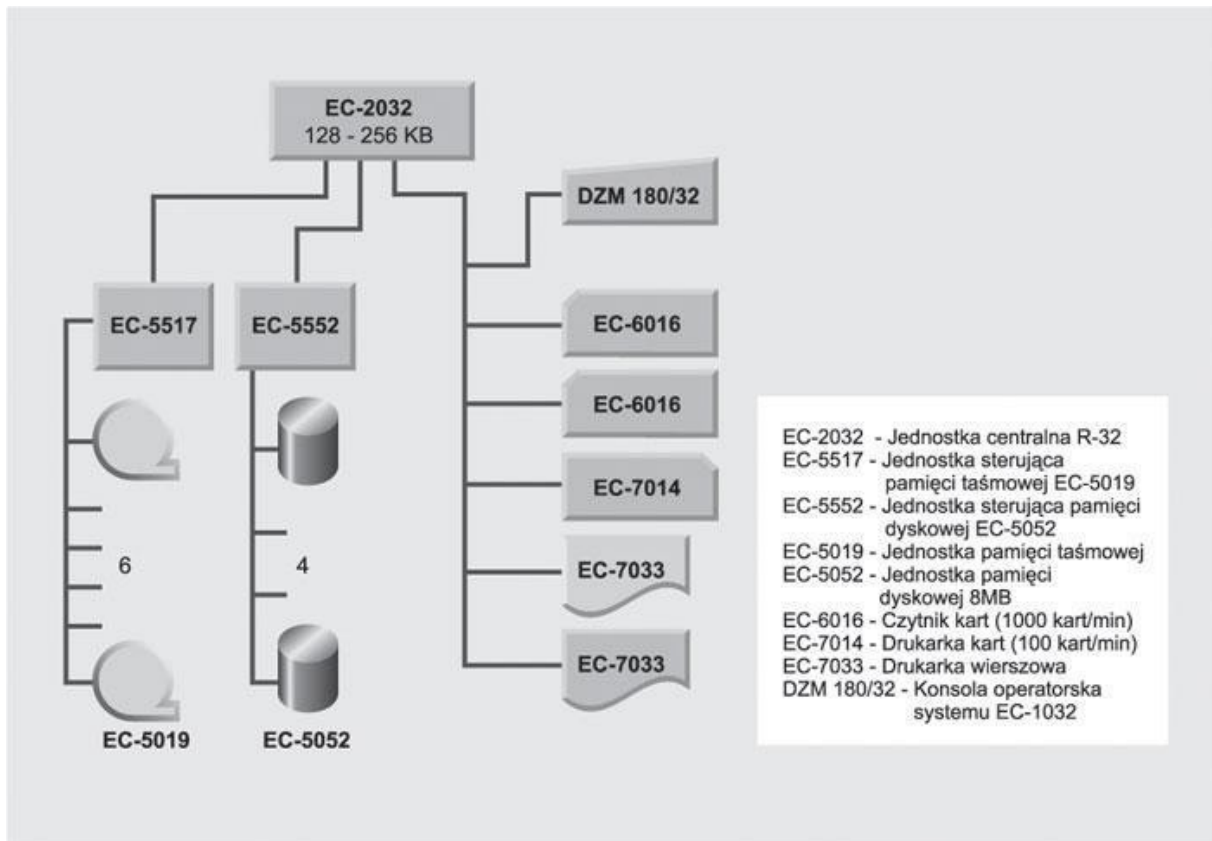 EC-2032
128 - 256 KB
DZM 180/32
EC-5517
EC-5552
EC-6016
EC-6016
EC-7014
EC-7033
EC-7033
6
4
EC-5019
EC-5052
EC-2032 - Jednostka centralna R-32
EC-5517 - Jednostka sterująca
pamięci taśmowej EC-5019
EC-5552 - Jednostka sterująca pamięci
dyskowej EC-5052
EC-5019 - Jednostka pamięci taśmowej
EC-5052 - Jednostka pamięci
dyskowej 8MB
EC-6016 - Czytnik kart (1000 kart/min)
EC-7014 - Drukarka kart (100 kart/min)
EC-7033 - Drukarka wierszowa
DZM 180/32 - Konsola operatorska
systemu EC-1032